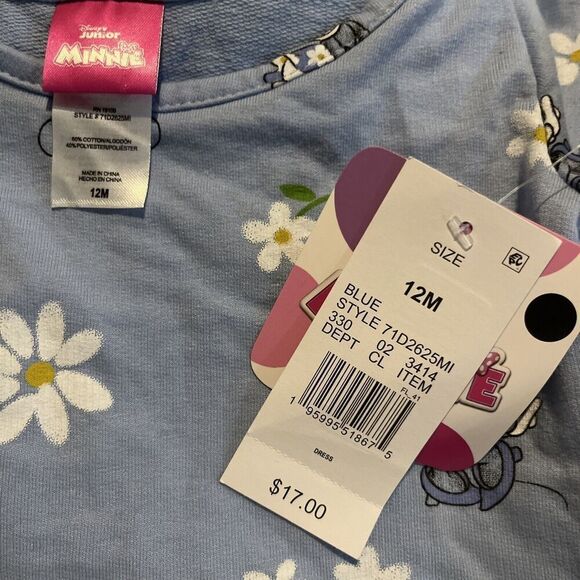 Disney
Junior
MINNIE
STYLE # 71D2625MI
60% COTTON/ALGODÓN
40% POLYESTER/POLIÉSTER
MADE IN CHINA
HECHO EN CHINA
12M
SIZE
12M
BLUE
STYLE 71D2625MI
330 02 3414
DEPT CL ITEM
FL_41
1 95995 51867 5
DRESS
$17.00